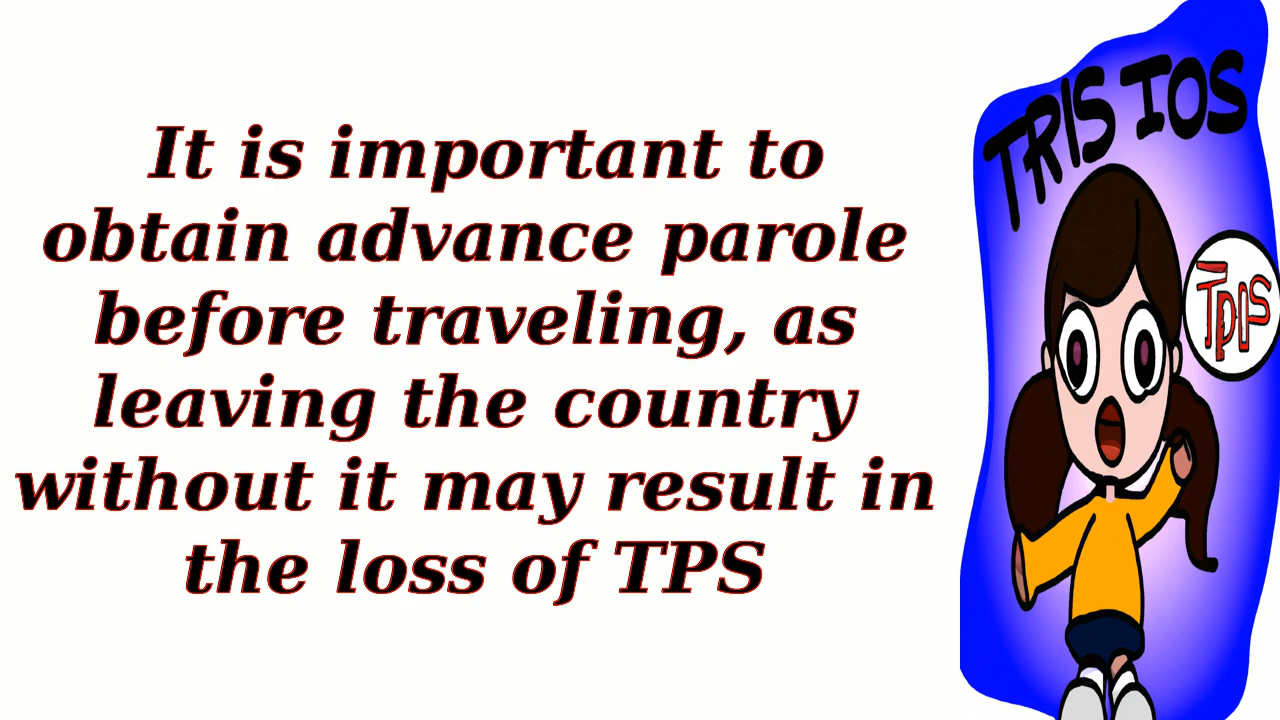 It is important to
obtain advance parole
before traveling, as
leaving the country
without it may result in
the loss of TPS
TRIS IOS
TPIS